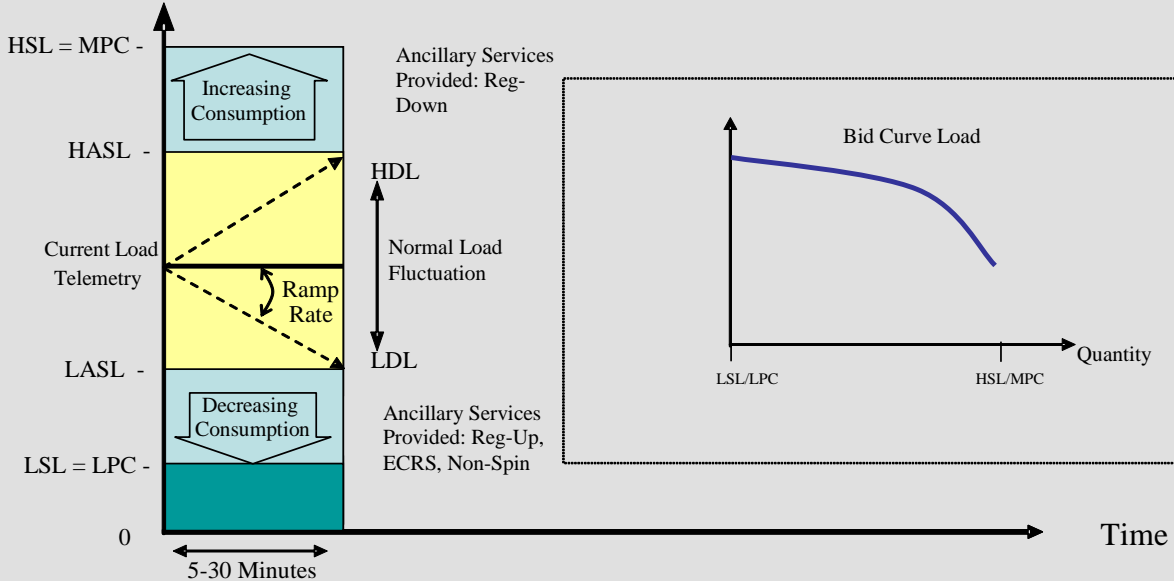 HSL = MPC -
Increasing
Consumption
Ancillary Services
Provided: Reg-
Down
HASL -
HDL
Current Load
Telemetry
Normal Load
Fluctuation
Ramp
Rate
LASL -
LDL
Decreasing
Consumption
Ancillary Services
Provided: Reg-Up,
ECRS, Non-Spin
LSL = LPC -
0
5-30 Minutes
Time
Bid Curve Load
Quantity
LSL/LPC
HSL/MPC